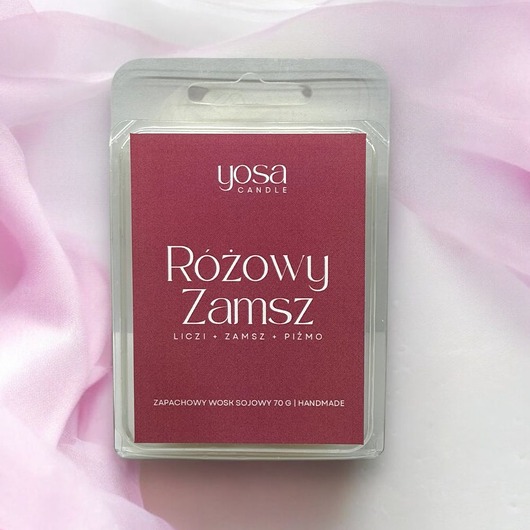 yosa
CANDLE
Różowy
Zamsz
LICZI + ZAMSZ + PIŻMO
ZAPACHOWY WOSK SOJOWY 70 G | HANDMADE